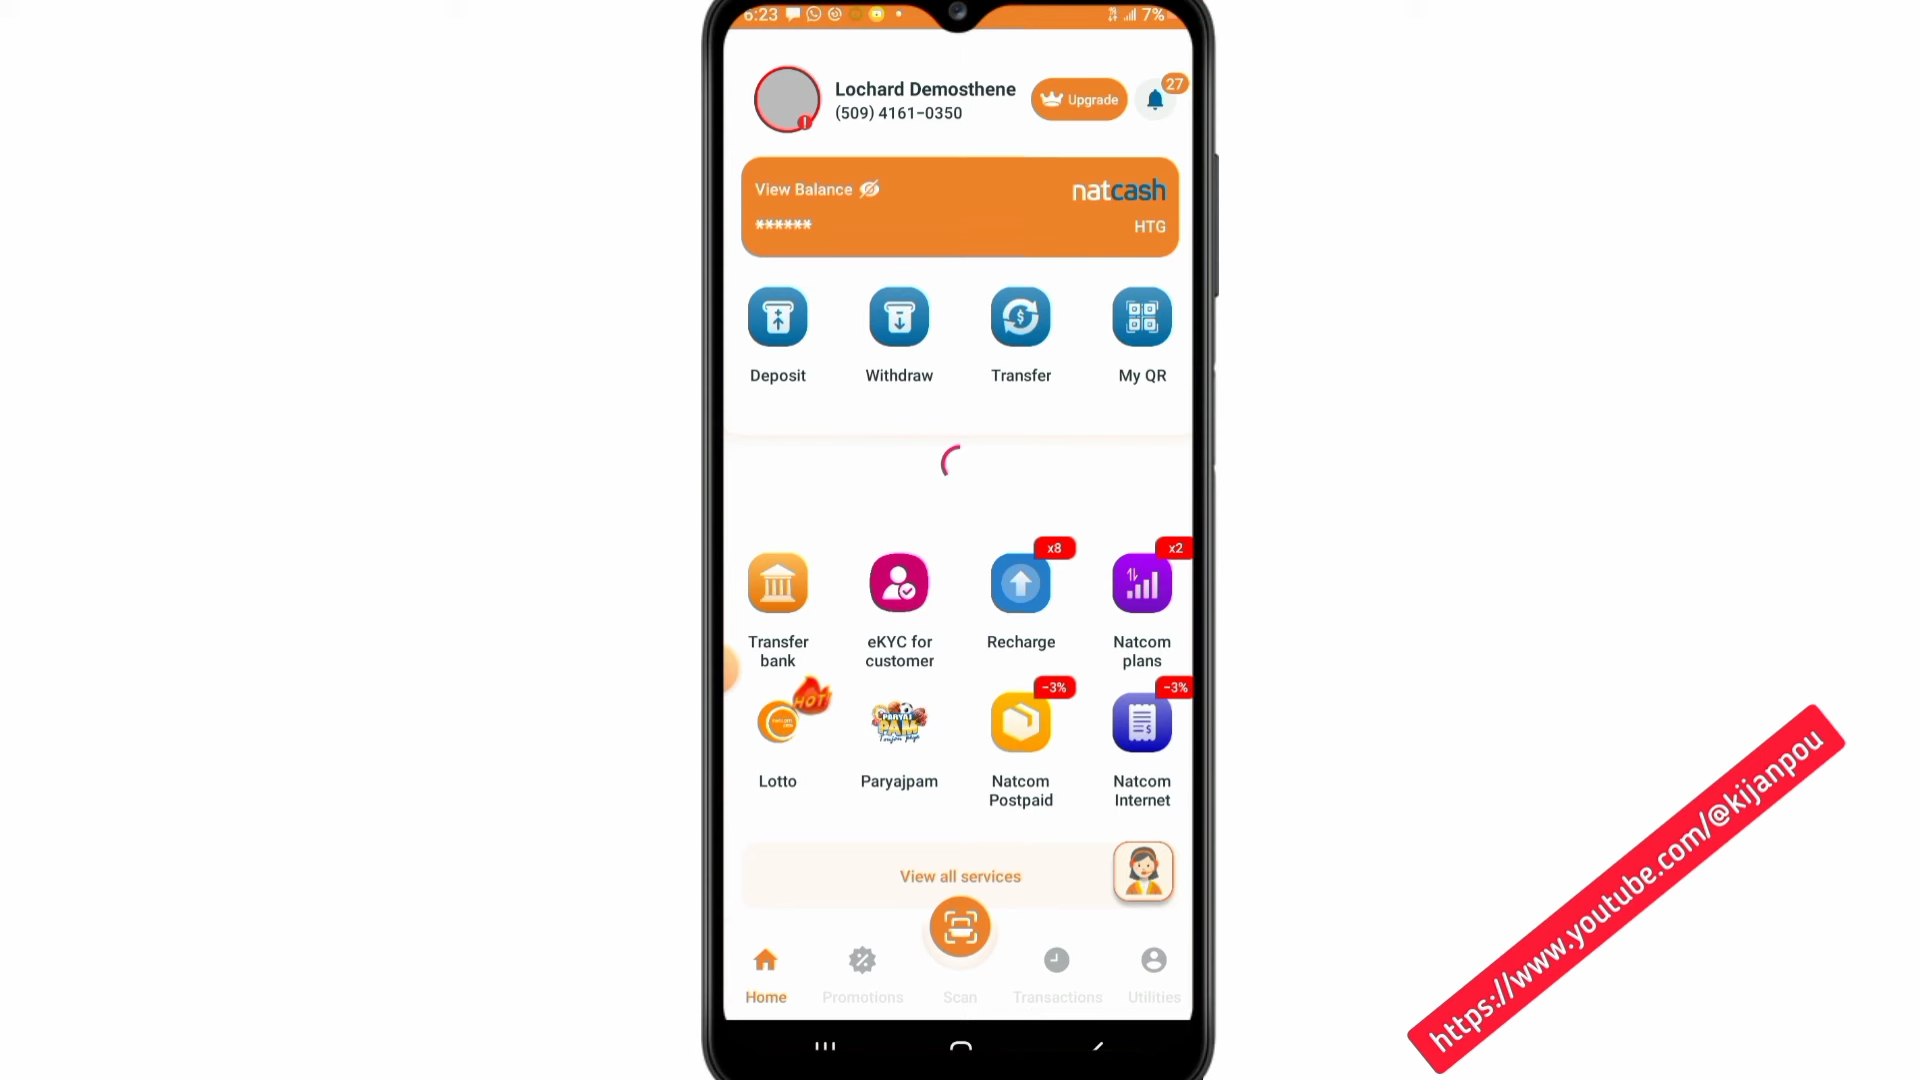 6:23
7%
Lochard Demosthene
(509) 4161-0350
Upgrade
27
View Balance
natcash
******
HTG
Deposit
Withdraw
Transfer
My QR
x8
x2
Transfer bank
eKYC for customer
Recharge
Natcom plans
HOT
-3%
-3%
PARYAJ
PAM
Lotto
Paryajpam
Natcom Postpaid
Natcom Internet
View all services
Home
Promotions
Scan
Transactions
Utilities
https://www.youtube.com/@kijanpou